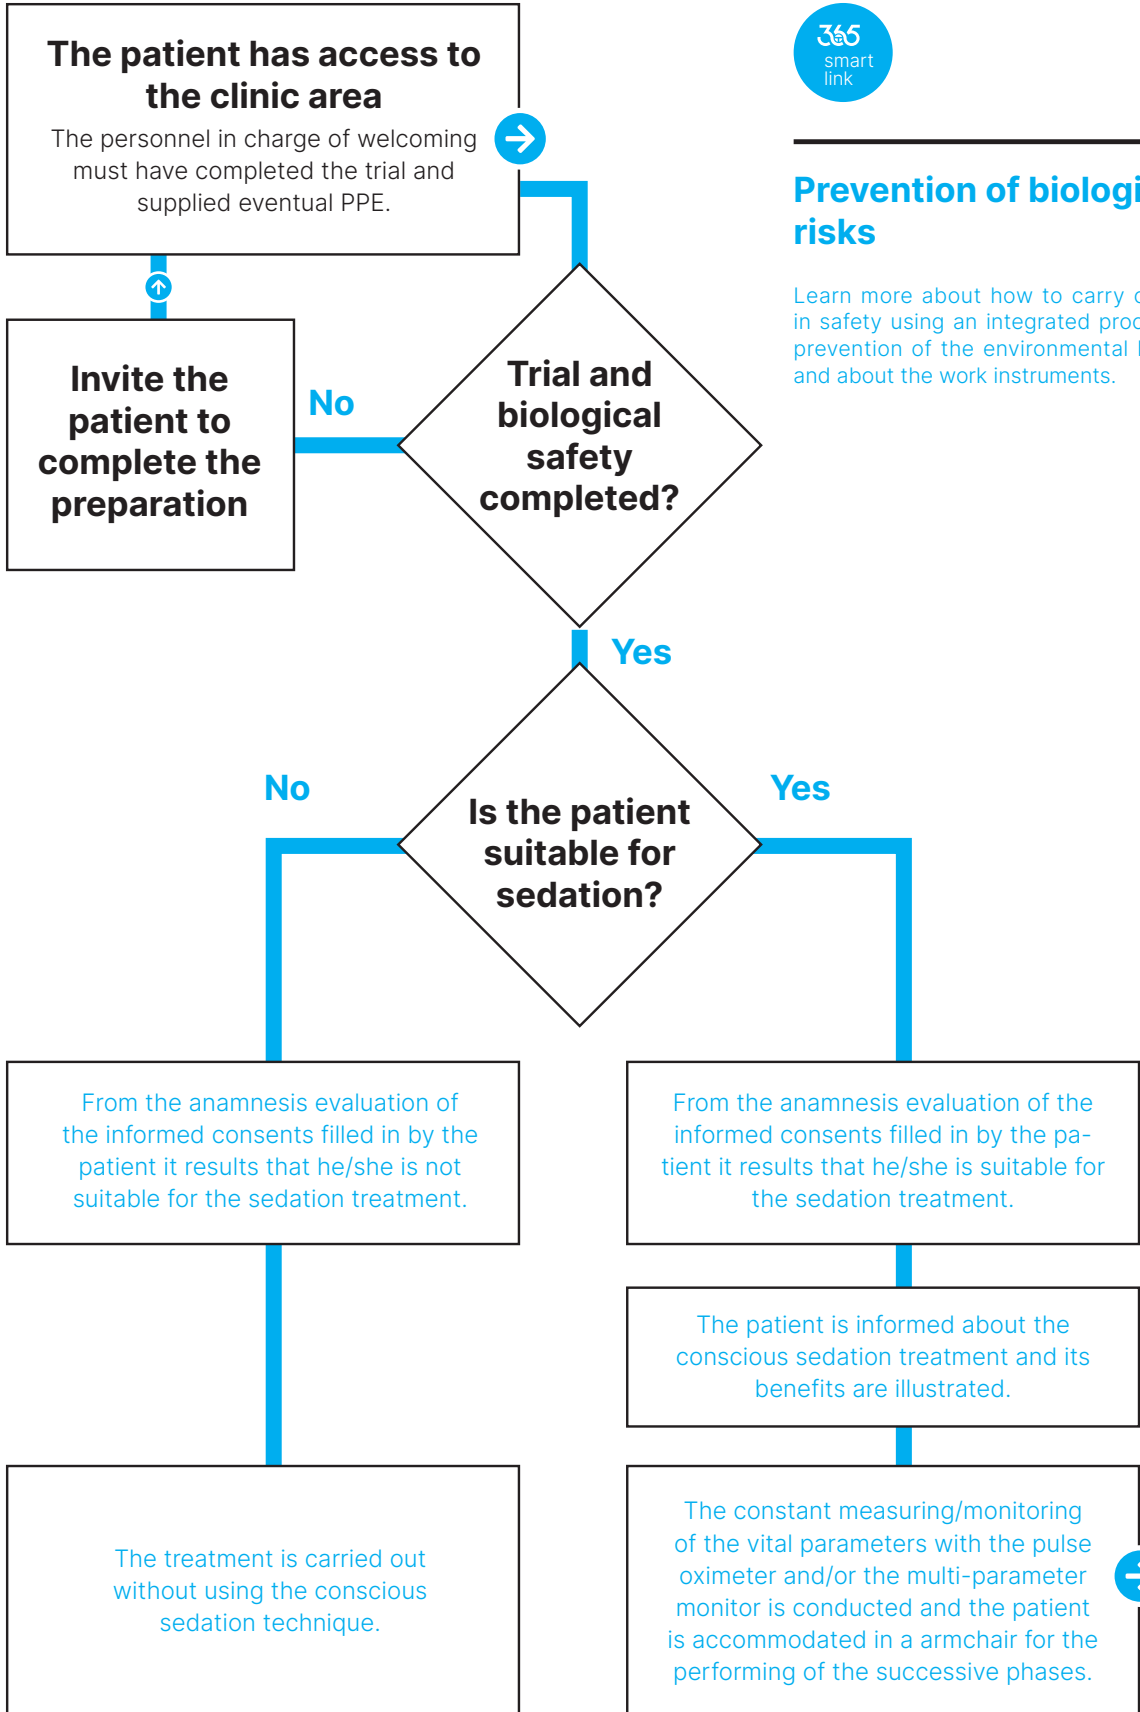 The patient has access to
the clinic area
The personnel in charge of welcoming
must have completed the trial and
supplied eventual PPE.
365
smart
link
Prevention of
risks
Learn more about how to carry
in safety using an integrated
prevention of the environmental
and about the work instruments.
Invite the
patient to
complete the
preparation
No
Trial and
biological
safety
completed?
Yes
No
Is the patient
suitable for
sedation?
Yes
From the anamnesis evaluation of
the informed consents filled in by the
patient it results that he/she is not
suitable for the sedation treatment.
From the anamnesis evaluation of the
informed consents filled in by the pa-
tient it results that he/she is suitable for
the sedation treatment.
The patient is informed about the
conscious sedation treatment and its
benefits are illustrated.
The treatment is carried out
without using the conscious
sedation technique.
The constant measuring/monitoring
of the vital parameters with the pulse
oximeter and/or the multi-parameter
monitor is conducted and the patient
is accommodated in a armchair for the
performing of the successive phases.